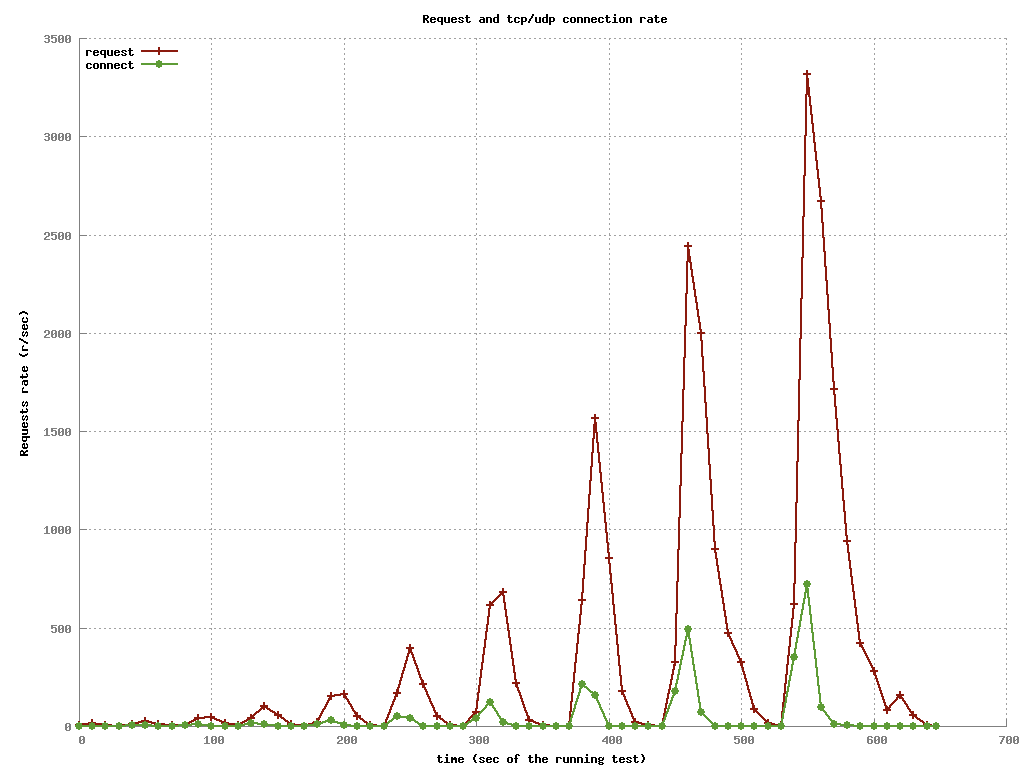 Request and tcp/udp connection rate
request
connect
3500
3000
2500
2000
1500
1000
500
0
Requests rate (r/sec)
0 100 200 300 400 500 600 700
time (sec of the running test)